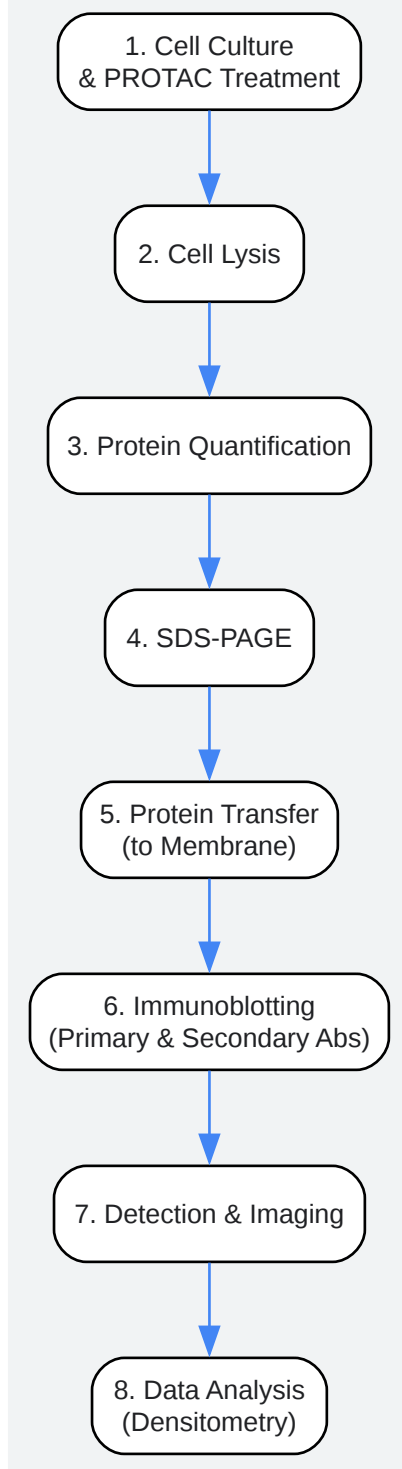 1. Cell Culture
& PROTAC Treatment
2. Cell Lysis
3. Protein Quantification
4. SDS-PAGE
5. Protein Transfer
(to Membrane)
6. Immunoblotting
(Primary & Secondary Abs)
7. Detection & Imaging
8. Data Analysis
(Densitometry)